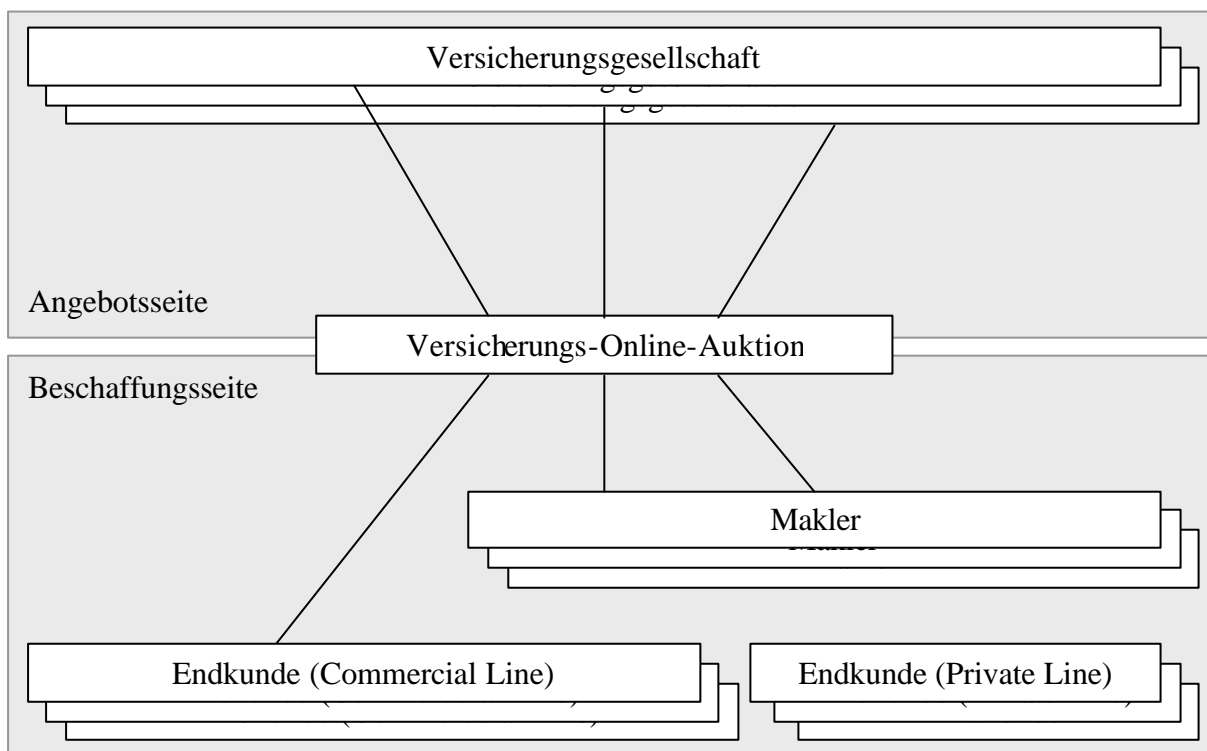 Versicherungsgesellschaft
Angebotsseite
Versicherungs-Online-Auktion
Beschaffungsseite
Makler
Endkunde (Commercial Line)
Endkunde (Private Line)